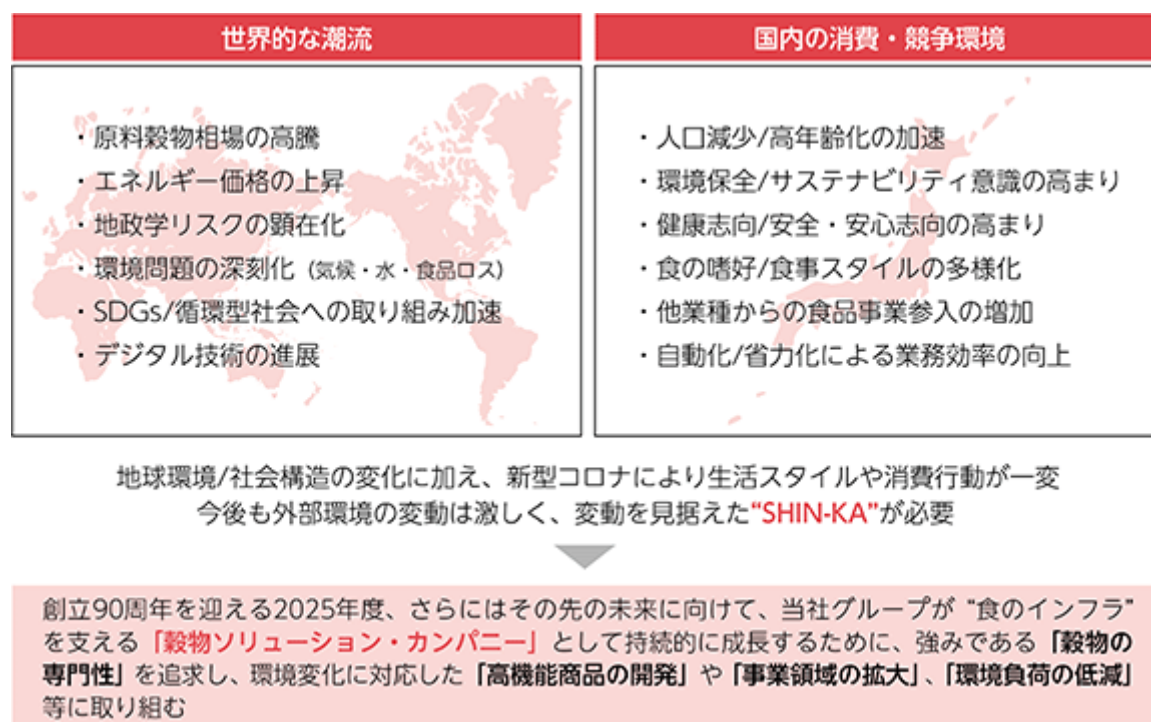 世界的な潮流
・原料穀物相場の高騰
・エネルギー価格の上昇
・地政学リスクの顕在化
・環境問題の深刻化（気候・水・食品ロス）
・SDGs/循環型社会への取り組み加速
・デジタル技術の進展
国内の消費・競争環境
・人口減少/高年齢化の加速
・環境保全/サステナビリティ意識の高まり
・健康志向/安全・安心志向の高まり
・食の嗜好/食事スタイルの多様化
・他業種からの食品事業参入の増加
・自動化/省力化による業務効率の向上
地球環境/社会構造の変化に加え、新型コロナにより生活スタイルや消費行動が一変
今後も外部環境の変動は激しく、変動を見据えた“SHIN-KA”が必要
創立90周年を迎える2025年度、さらにはその先の未来に向けて、当社グループが “食のインフラ”
を支える「穀物ソリューション・カンパニー」として持続的に成長するために、強みである「穀物の
専門性」を追求し、環境変化に対応した「高機能商品の開発」や「事業領域の拡大」、「環境負荷の低減」
等に取り組む